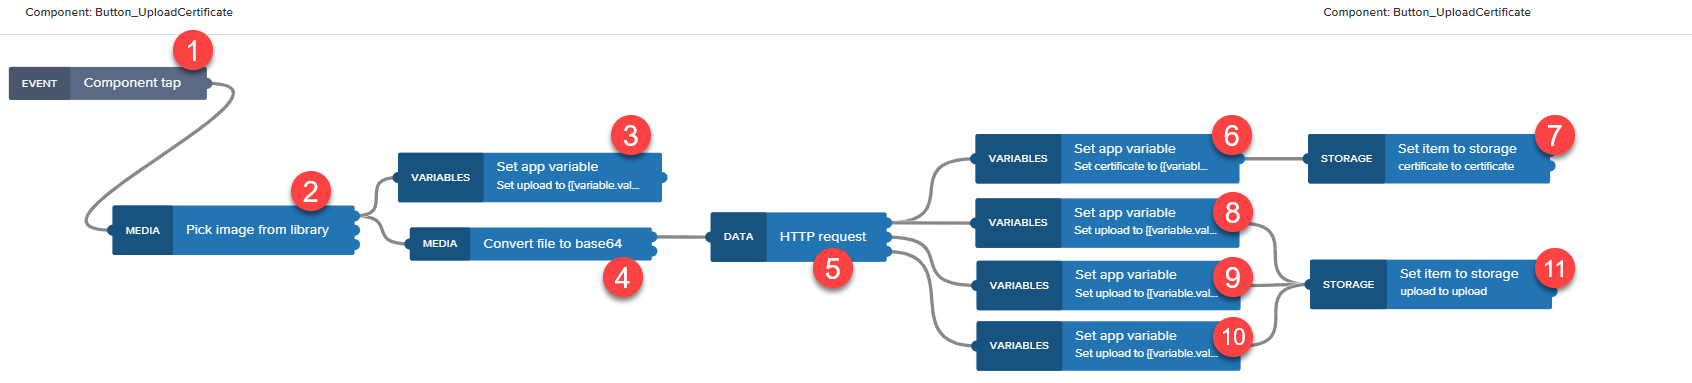 Component: Button_UploadCertificate
Component: Button_UploadCertificate
1
EVENT
Component tap
2
MEDIA
Pick image from library
3
VARIABLES
Set app variable
Set upload to {{variable.val...
MEDIA
Convert file to base64
4
DATA
HTTP request
5
VARIABLES
Set app variable
Set certificate to {{variabl...
6
STORAGE
Set item to storage
certificate to certificate
7
VARIABLES
Set app variable
Set upload to {{variable.val...
8
VARIABLES
Set app variable
Set upload to {{variable.val...
9
VARIABLES
Set app variable
Set upload to {{variable.val...
10
STORAGE
Set item to storage
upload to upload
11